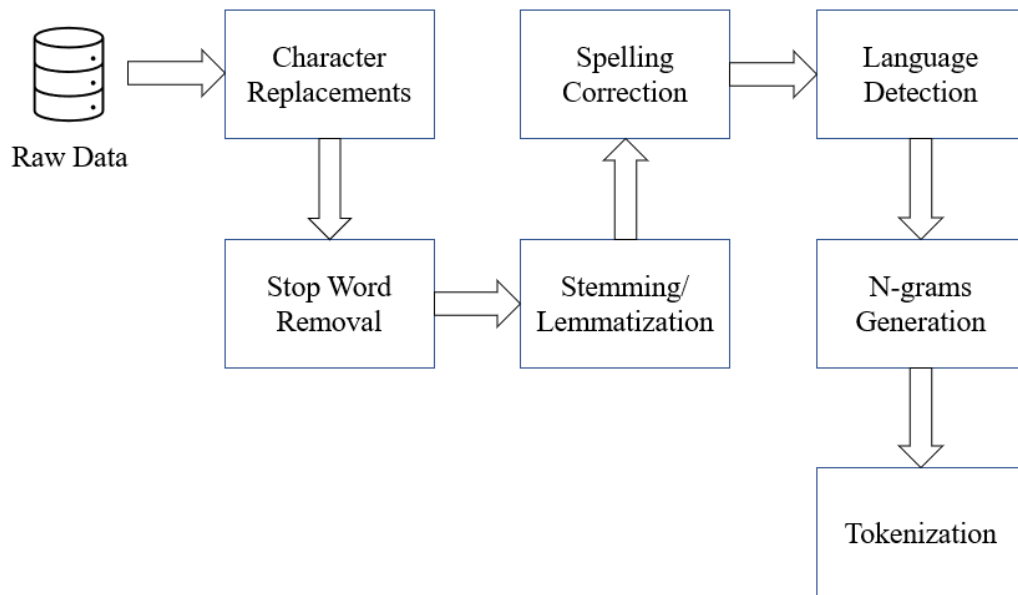 Raw Data
Character
Replacements
Stop Word
Removal
Stemming/
Lemmatization
Spelling
Correction
Language
Detection
N-grams
Generation
Tokenization